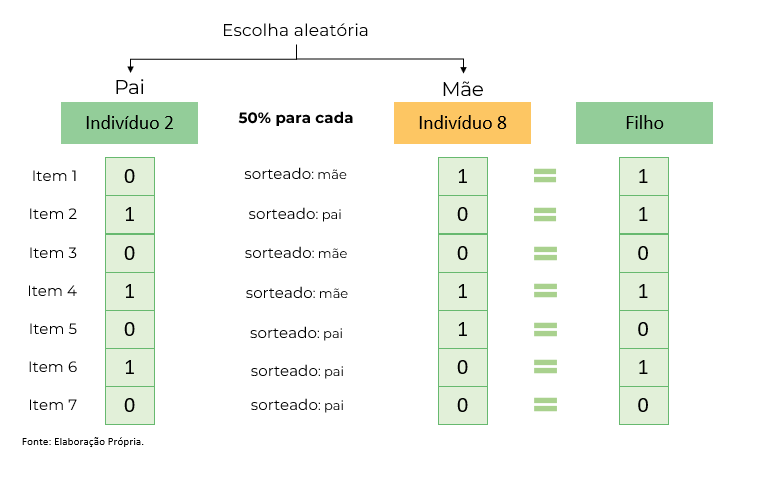 Escolha aleatória
Pai
Mãe
Indivíduo 2
50% para cada
Indivíduo 8
Filho
Item 1 0 sorteado: mãe 1 = 1
Item 2 1 sorteado: pai 0 = 1
Item 3 0 sorteado: mãe 0 = 0
Item 4 1 sorteado: mãe 1 = 1
Item 5 0 sorteado: pai 1 = 0
Item 6 1 sorteado: pai 0 = 1
Item 7 0 sorteado: pai 0 = 0
Fonte: Elaboração Própria.